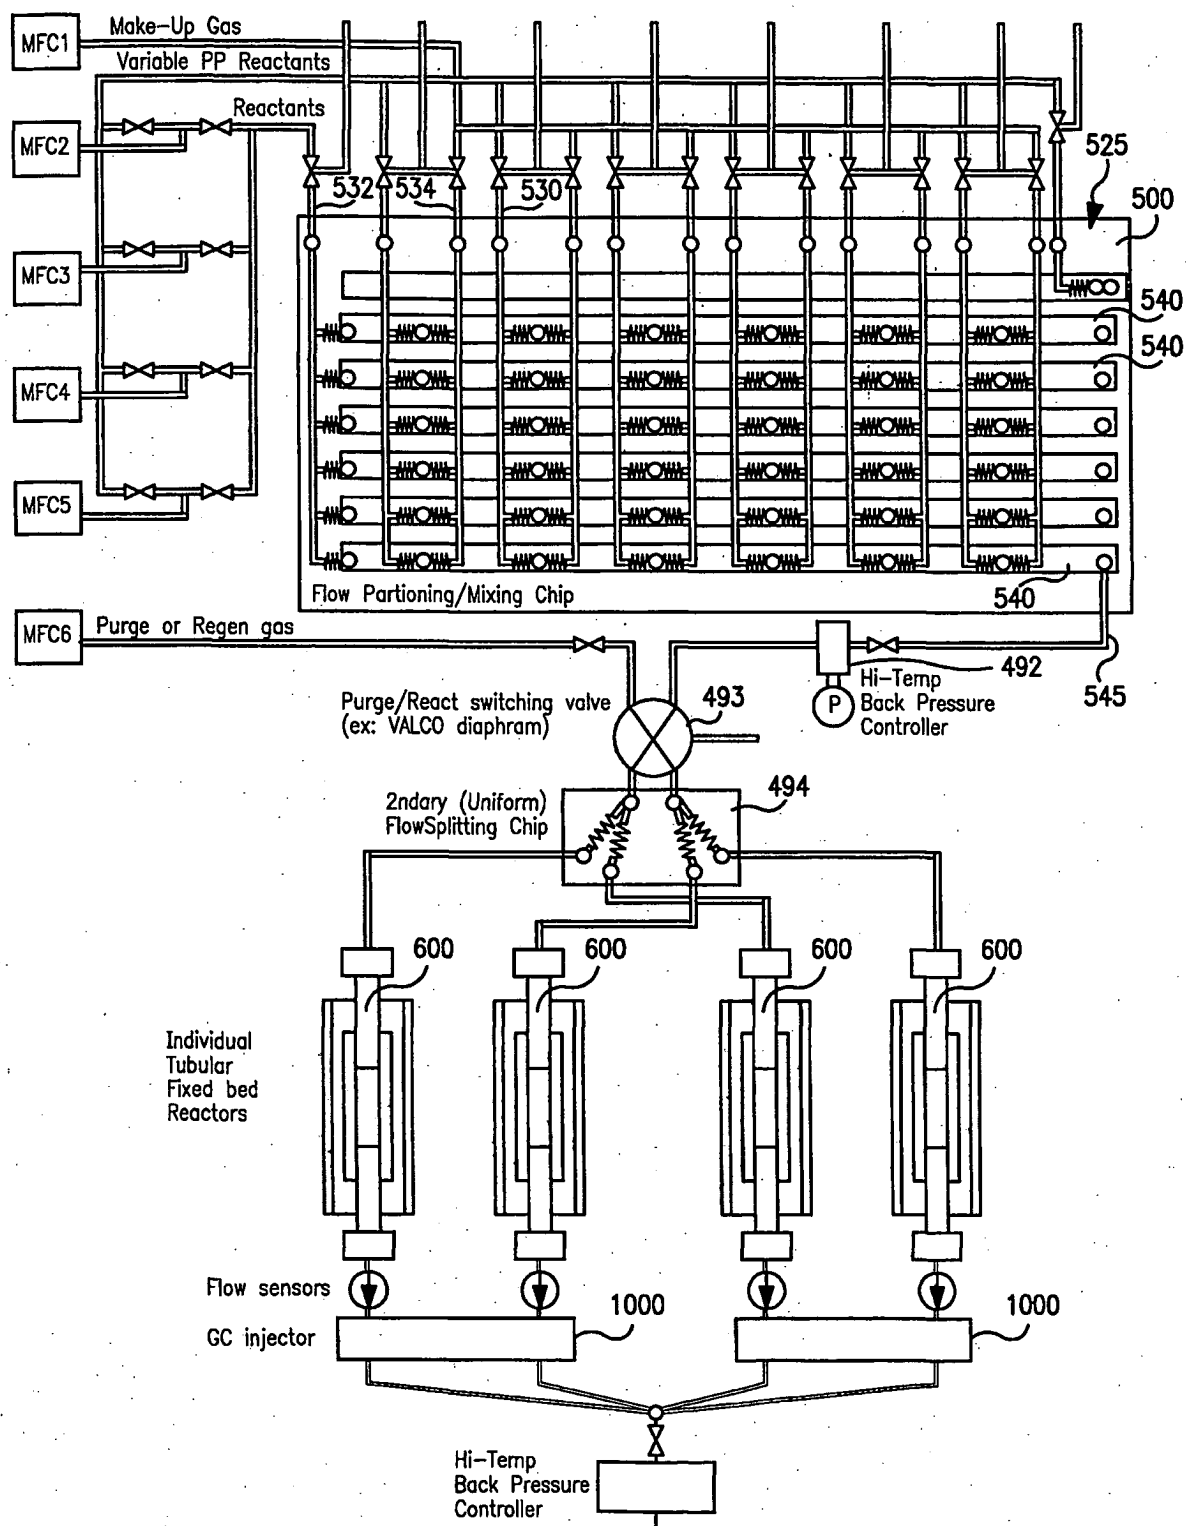 MFC1
Make-Up Gas
Variable PP Reactants
Reactants
MFC2
532
534
530
525
500
MFC3
540
540
MFC4
MFC5
540
Flow Partioning/Mixing Chip
MFC6
Purge or Regen gas
492
545
P
Hi-Temp
Back Pressure
Controller
Purge/React switching valve
(ex: VALCO diaphram)
493
2ndary (Uniform)
FlowSplitting Chip
494
600
600
600
600
Individual
Tubular
Fixed bed
Reactors
Flow sensors
GC injector
1000
1000
Hi-Temp
Back Pressure
Controller